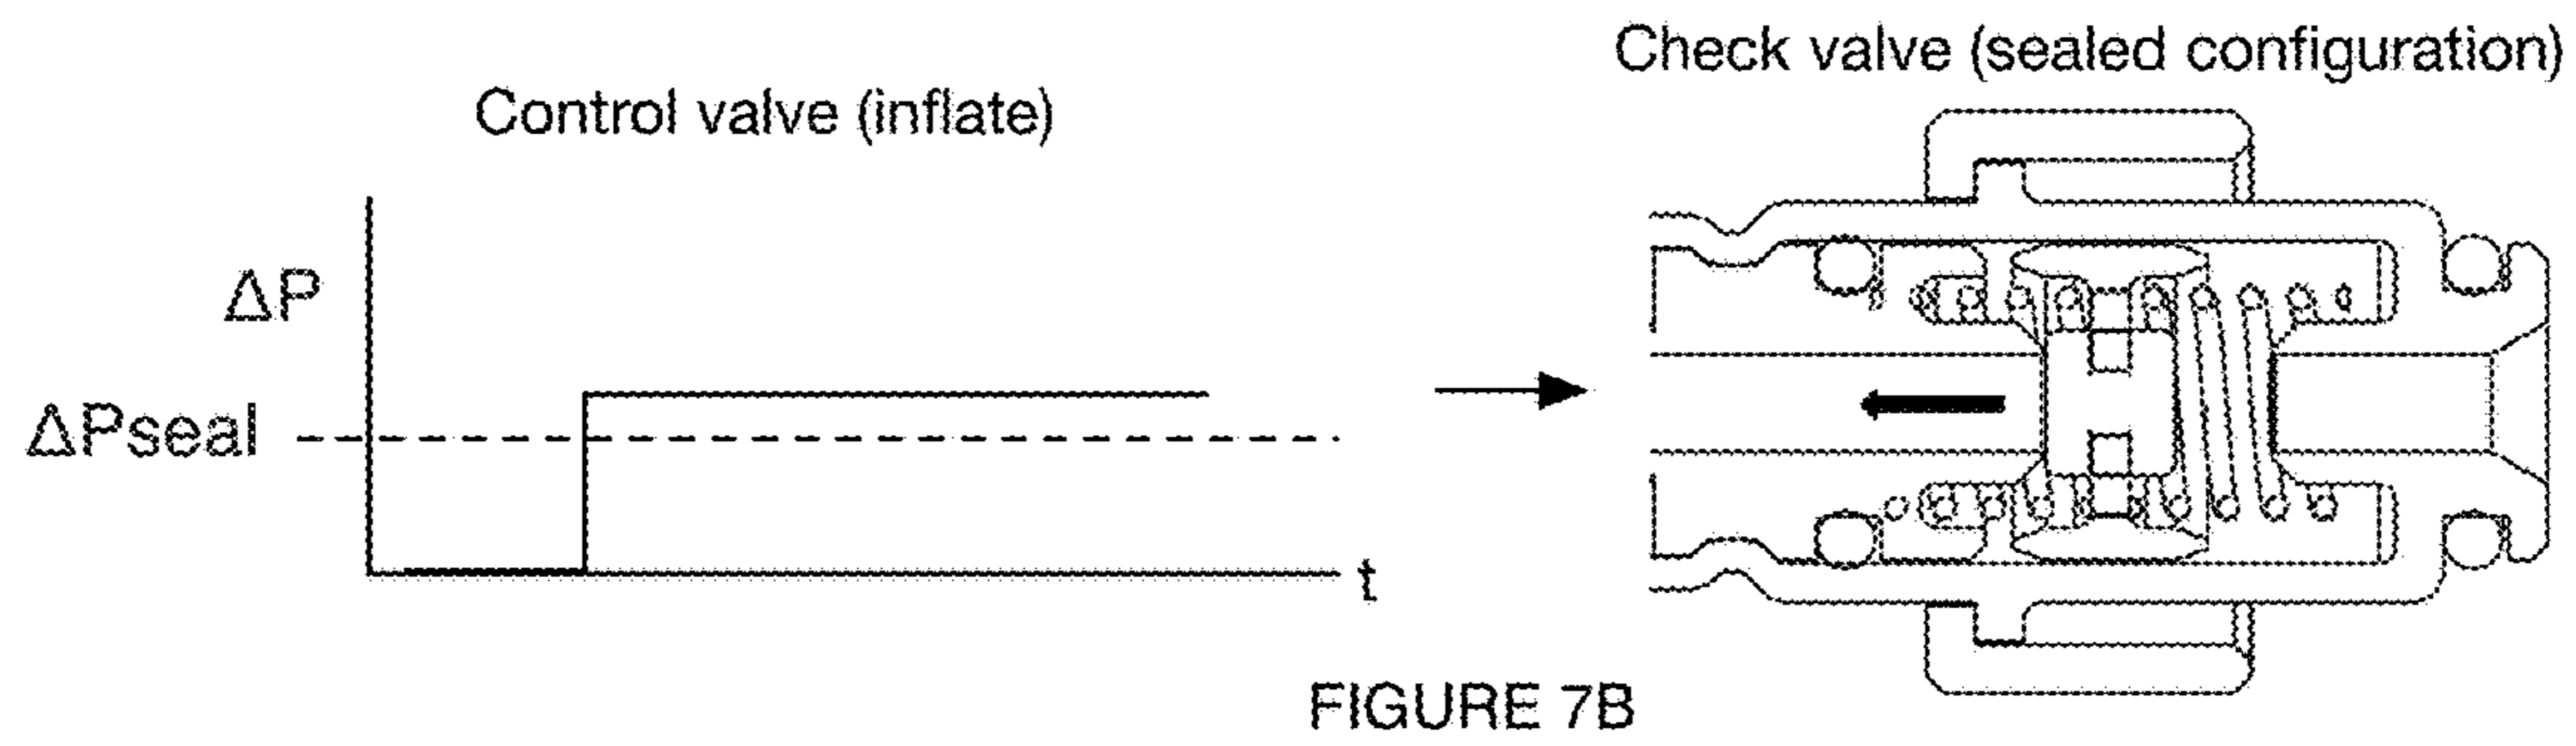 Check valve (sealed configuration)
Control valve (inflate)
ΔP
ΔPseal
t
FIGURE 7B